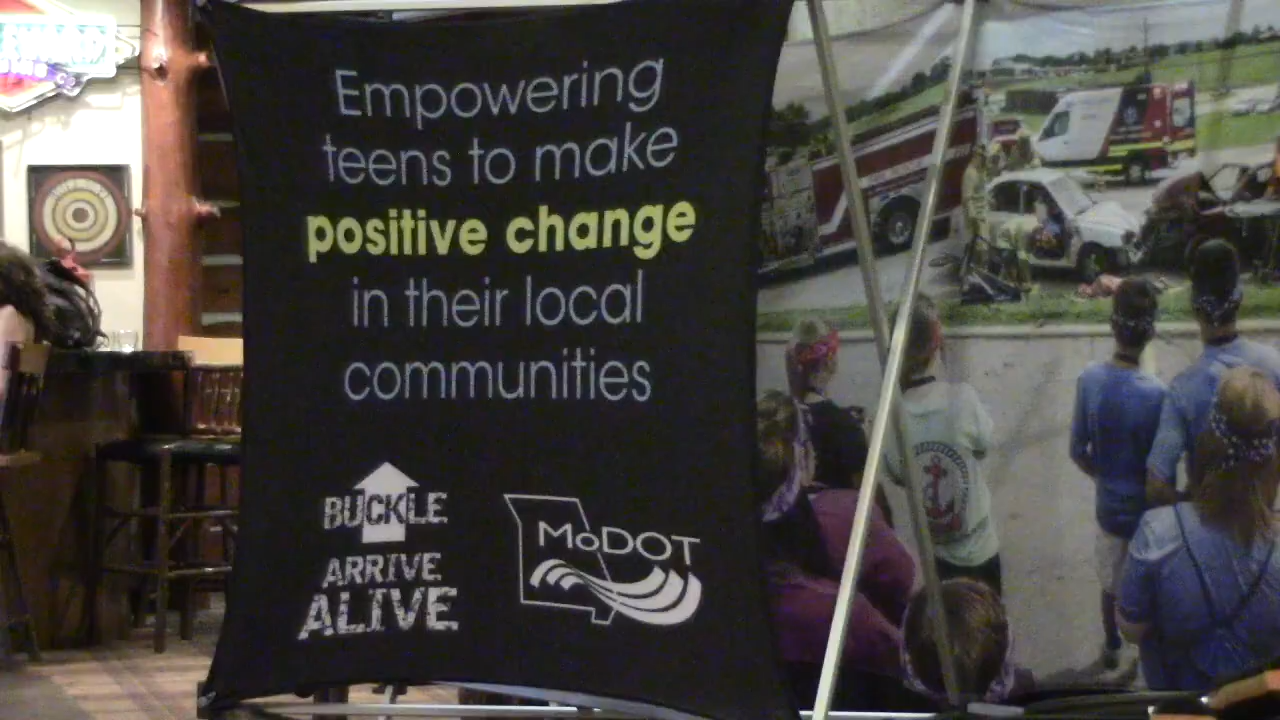 Empowering
teens to make
positive change
in their local
communities
BUCKLE
ARRIVE
ALIVE
MoDOT